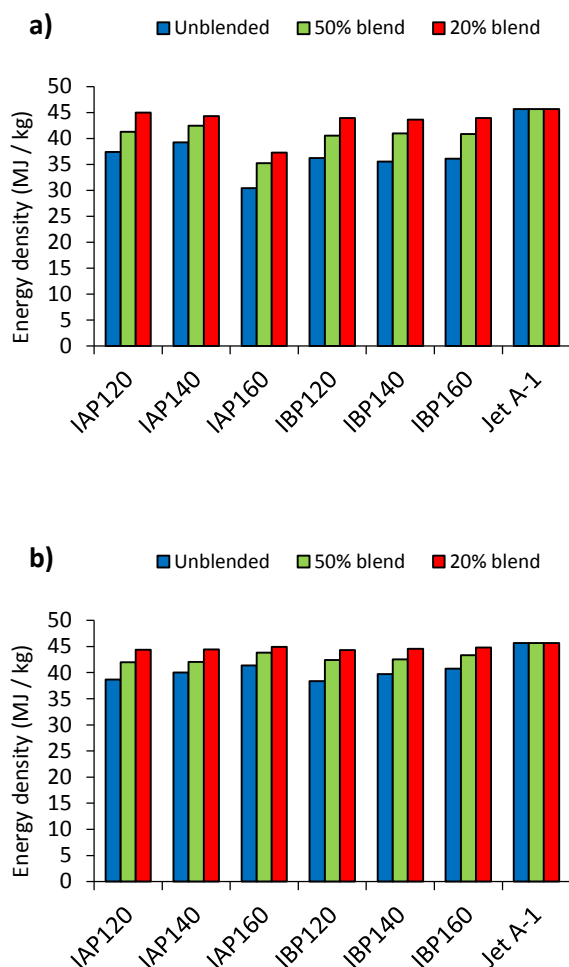 a)
Unblended 50% blend 20% blend
Energy density (MJ / kg)
50
45
40
35
30
25
20
15
10
5
0
IAP120 IAP140 IAP160 IBP120 IBP140 IBP160 Jet A-1
b)
Unblended 50% blend 20% blend
Energy density (MJ / kg)
50
45
40
35
30
25
20
15
10
5
0
IAP120 IAP140 IAP160 IBP120 IBP140 IBP160 Jet A-1